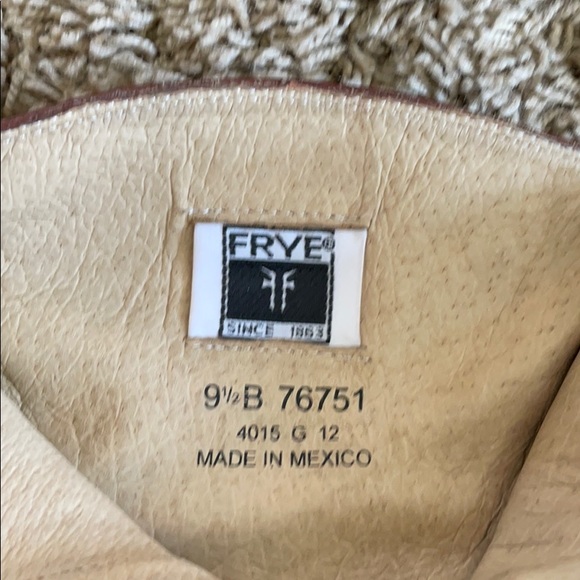 FRYE®
SINCE 1863
9½B 76751
4015 G 12
MADE IN MEXICO